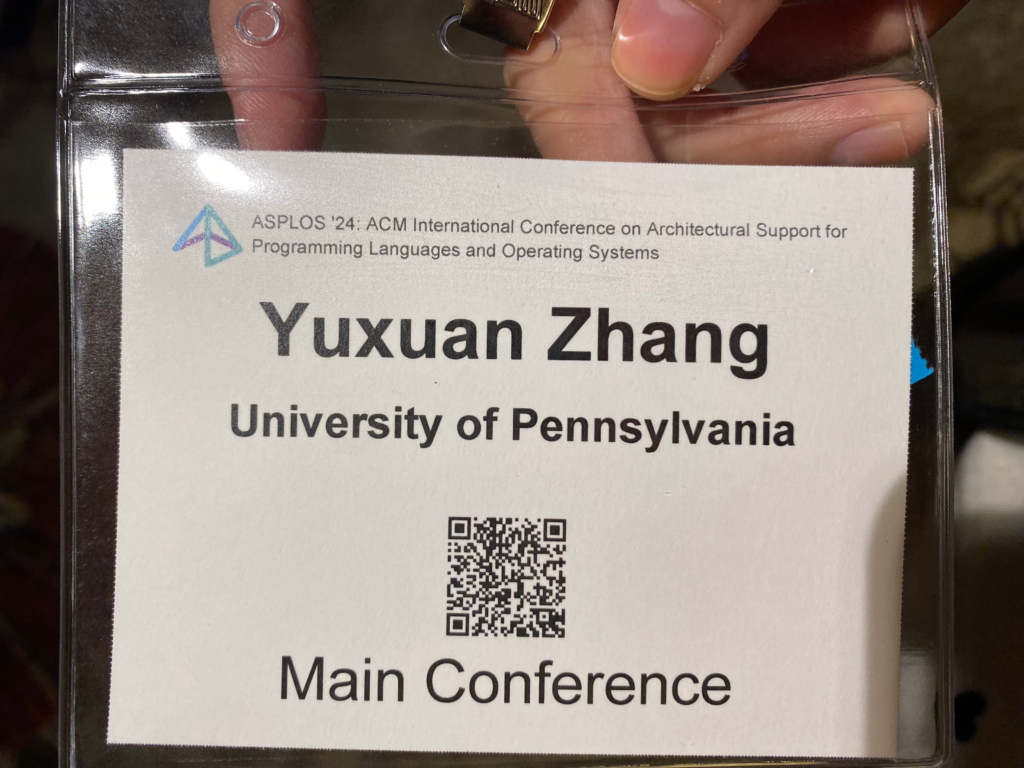 ASPLOS '24: ACM International Conference on Architectural Support for
Programming Languages and Operating Systems
Yuxuan Zhang
University of Pennsylvania
Main Conference